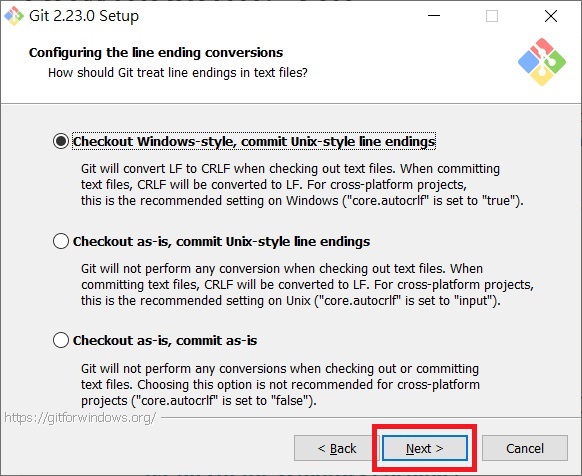 Git 2.23.0 Setup
Configuring the line ending conversions
How should Git treat line endings in text files?
Checkout Windows-style, commit Unix-style line endings
Git will convert LF to CRLF when checking out text files. When committing
text files, CRLF will be converted to LF. For cross-platform projects,
this is the recommended setting on Windows ("core.autocrlf" is set to "true").
Checkout as-is, commit Unix-style line endings
Git will not perform any conversion when checking out text files. When
committing text files, CRLF will be converted to LF. For cross-platform projects,
this is the recommended setting on Unix ("core.autocrlf" is set to "input").
Checkout as-is, commit as-is
Git will not perform any conversions when checking out or committing
text files. Choosing this option is not recommended for cross-platform
projects ("core.autocrlf" is set to "false").
https://gitforwindows.org/
< Back
Next >
Cancel